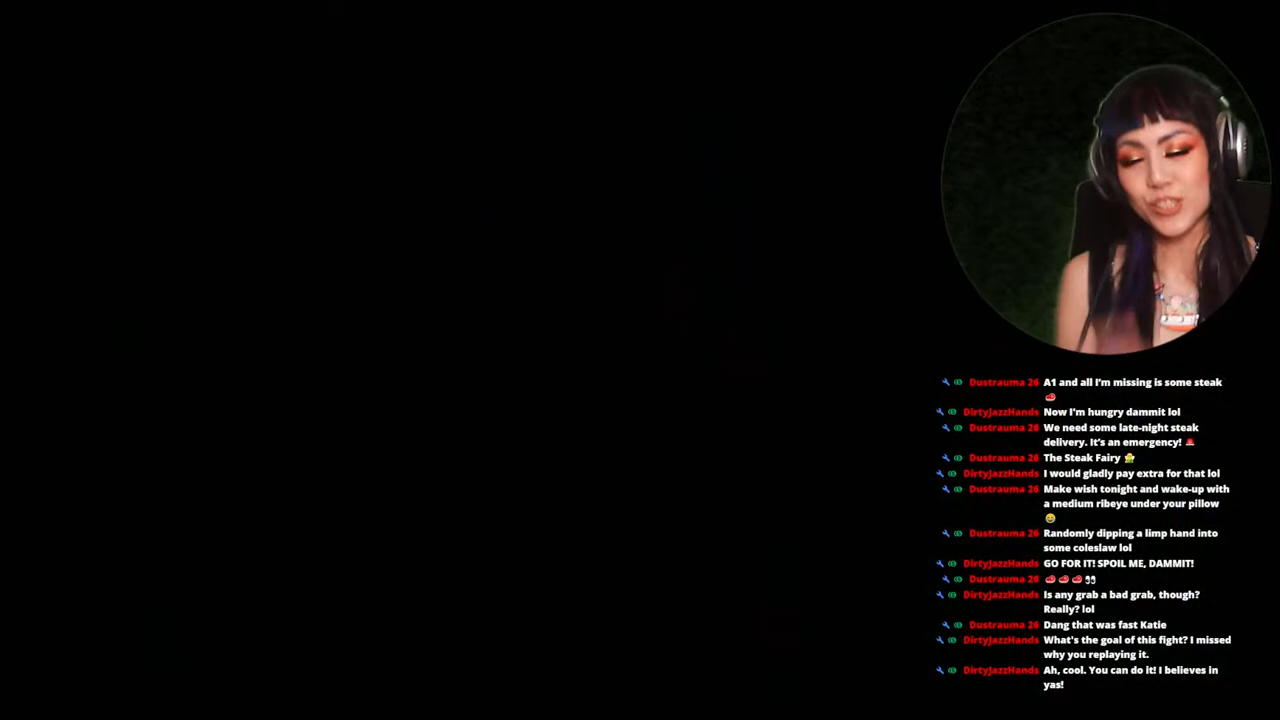 Dustrauma 26 A1 and all I'm missing is some steak
🥩
DirtyJazzHands Now I'm hungry dammit lol
Dustrauma 26 We need some late-night steak
delivery. It's an emergency! 🚨
Dustrauma 26 The Steak Fairy 🧚
DirtyJazzHands I would gladly pay extra for that lol
Dustrauma 26 Make wish tonight and wake-up with
a medium ribeye under your pillow
😂
Dustrauma 26 Randomly dipping a limp hand into
some coleslaw lol
DirtyJazzHands GO FOR IT! SPOIL ME, DAMMIT!
Dustrauma 26 🥩🥩🥩👀
DirtyJazzHands Is any grab a bad grab, though?
Really? lol
Dustrauma 26 Dang that was fast Katie
DirtyJazzHands What's the goal of this fight? I missed
why you replaying it.
DirtyJazzHands Ah, cool. You can do it! I believes in
yas!